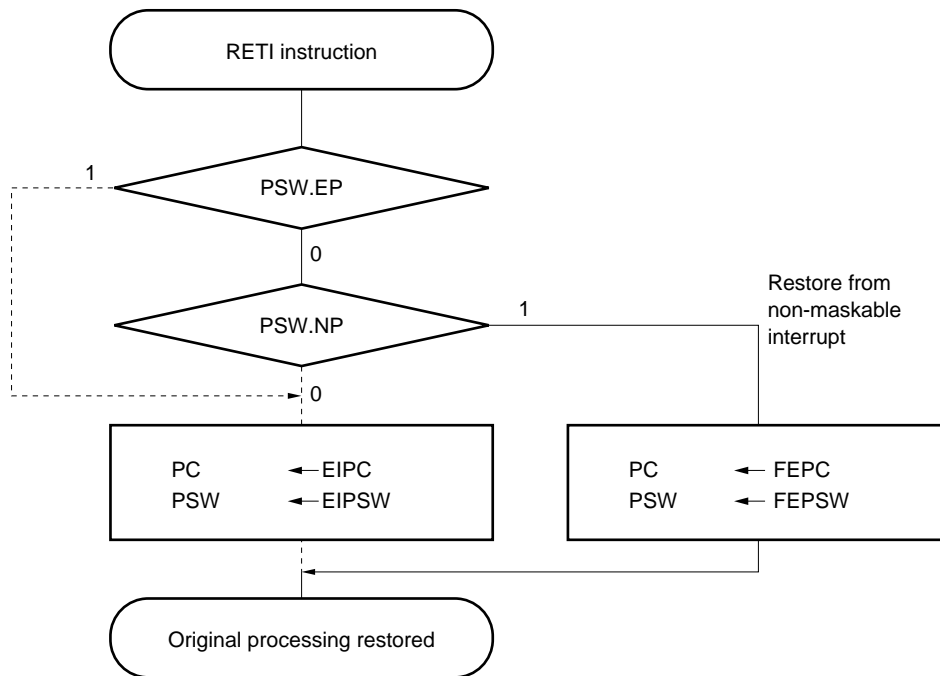 RETI instruction
1
PSW.EP
0
Restore from
non-maskable
interrupt
1
PSW.NP
0
PC EIPC
PSW EIPSW
PC FEPC
PSW FEPSW
Original processing restored